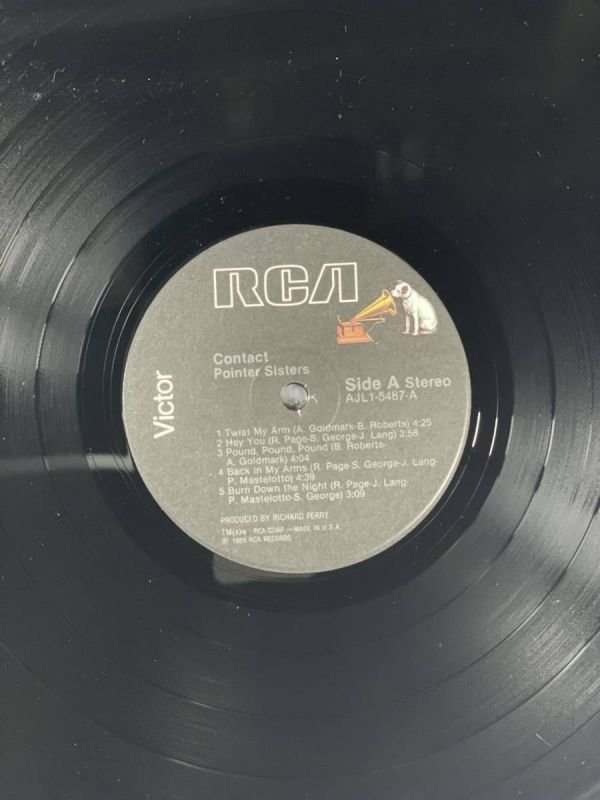 RCA
Contact
Pointer Sisters
Side A Stereo
AJL1-5487-A
Victor
1 Twist My Arm (A. Goldmark-B. Roberts) 4:25
2 Hey You (R. Page-S. George-J. Lang) 3:58
3 Pound, Pound, Pound (B. Roberts-
A. Goldmark) 4:04
4 Back in My Arms (R. Page-S. George-J. Lang-
P. Mastelotto) 4:39
5 Burn Down the Night (R. Page-J. Lang-
P. Mastelotto-S. George) 3:09
PRODUCED BY RICHARD PERRY
TM(s)® RCA CORP.—MADE IN U.S.A.
℗ 1985 RCA RECORDS